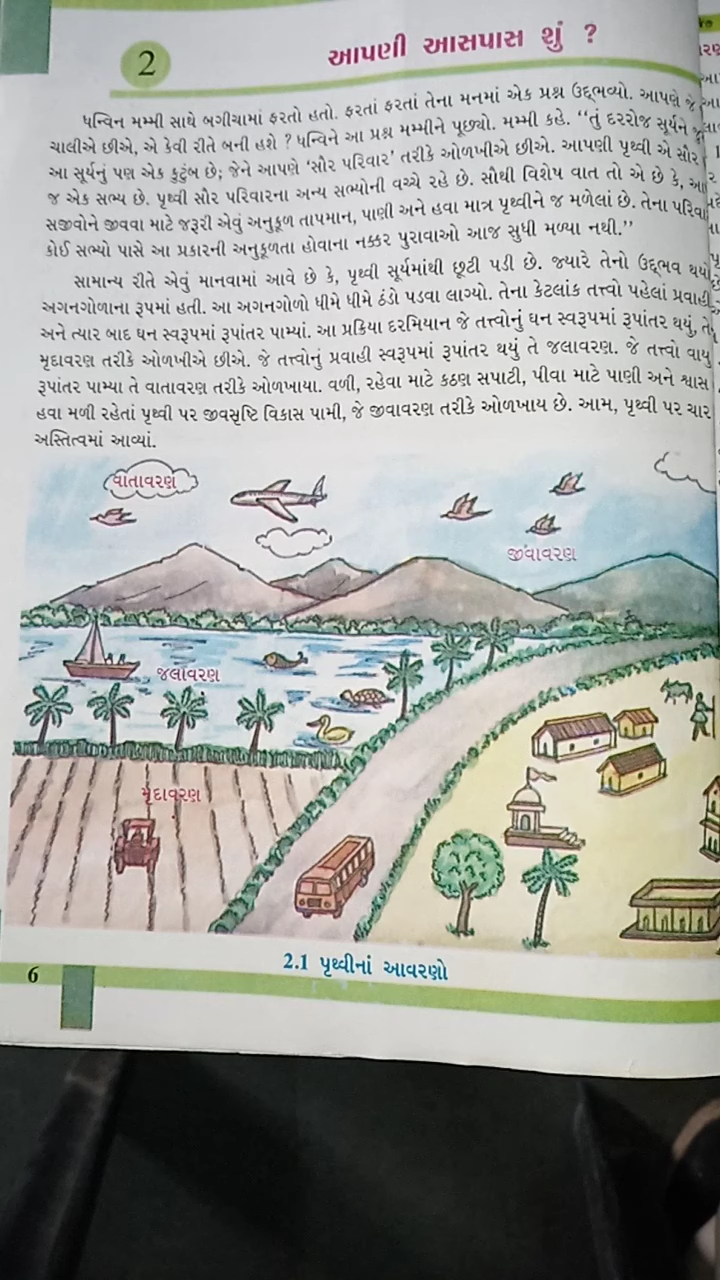 2
આપણી આસપાસ શું ?
ધન્વિન મમ્મી સાથે બગીચામાં ફરતો હતો. ફરતાં ફરતાં તેના મનમાં એક પ્રશ્ન ઉદ્ભવ્યો. આપણે જે
ચાલીએ છીએ, એ કેવી રીતે બની હશે ? ધન્વિને આ પ્રશ્ન મમ્મીને પૂછ્યો. મમ્મી કહે. “તું દરરોજ સૂર્યને
આ સૂર્યનું પણ એક કુટુંબ છે; જેને આપણે ‘સૌર પરિવાર’ તરીકે ઓળખીએ છીએ. આપણી પૃથ્વી એ સૌર
જ એક સભ્ય છે. પૃથ્વી સૌર પરિવારના અન્ય સભ્યોની વચ્ચે રહે છે. સૌથી વિશેષ વાત તો એ છે કે,
સજીવોને જીવવા માટે જરૂરી એવું અનુકૂળ તાપમાન, પાણી અને હવા માત્ર પૃથ્વીને જ મળેલાં છે. તેના
કોઈ સભ્યો પાસે આ પ્રકારની અનુકૂળતા હોવાના નક્કર પુરાવાઓ આજ સુધી મળ્યા નથી.”
સામાન્ય રીતે એવું માનવામાં આવે છે કે, પૃથ્વી સૂર્યમાંથી છૂટી પડી છે. જ્યારે તેનો ઉદ્ભવ થયો
અગનગોળાના રૂપમાં હતી. આ અગનગોળો ધીમે ધીમે ઠંડો પડવા લાગ્યો. તેના કેટલાંક તત્ત્વો પહેલાં પ્રવાહી
અને ત્યાર બાદ ઘન સ્વરૂપમાં રૂપાંતર પામ્યાં. આ પ્રક્રિયા દરમિયાન જે તત્ત્વોનું ઘન સ્વરૂપમાં રૂપાંતર થયું,
મૃદાવરણ તરીકે ઓળખીએ છીએ. જે તત્ત્વોનું પ્રવાહી સ્વરૂપમાં રૂપાંતર થયું તે જલાવરણ. જે તત્ત્વો વાયુ
રૂપાંતર પામ્યા તે વાતાવરણ તરીકે ઓળખાયા. વળી, રહેવા માટે કઠણ સપાટી, પીવા માટે પાણી અને શ્વાસ
હવા મળી રહેતાં પૃથ્વી પર જીવસૃષ્ટિ વિકાસ પામી, જે જીવાવરણ તરીકે ઓળખાય છે. આમ, પૃથ્વી પર ચાર
અસ્તિત્વમાં આવ્યાં.
વાતાવરણ
જીવાવરણ
જલાવરણ
મૃદાવરણ
2.1 પૃથ્વીનાં આવરણો
6